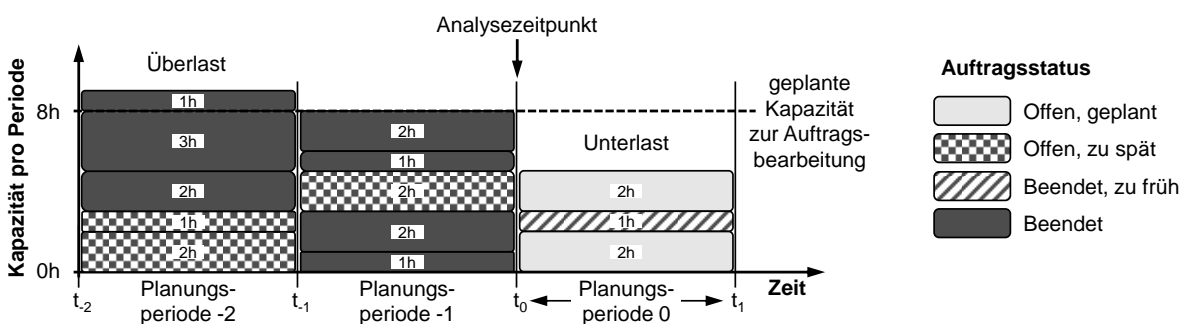 Analysezeitpunkt
Kapazität pro Periode
8h
0h
Überlast
1h
3h
2h
1h
2h
2h
1h
2h
2h
1h
Unterlast
2h
1h
2h
geplante
Kapazität
zur Auftrags-
bearbeitung
t-2
Planungs-
periode -2
t-1
Planungs-
periode -1
t0
Planungs-
periode 0
t1
Zeit
Auftragsstatus
Offen, geplant
Offen, zu spät
Beendet, zu früh
Beendet